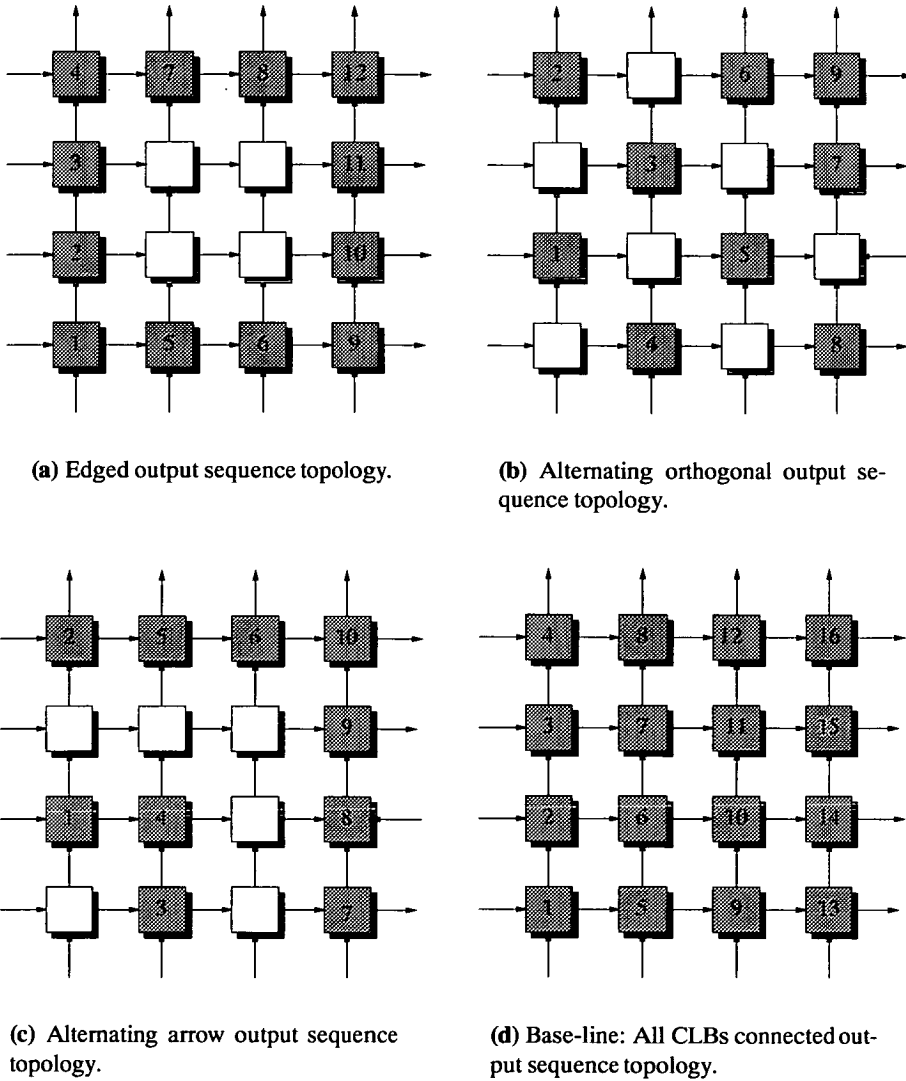 4 7 8 12
3 11
2 10
1 5 6 9
2 6 9
3 7
1 5
4 8
(a) Edged output sequence topology.
(b) Alternating orthogonal output se-
quence topology.
2 5 6 10
9
1 4 8
3 7
4 8 12 16
3 7 11 15
2 6 10 14
1 5 9 13
(c) Alternating arrow output sequence
topology.
(d) Base-line: All CLBs connected out-
put sequence topology.